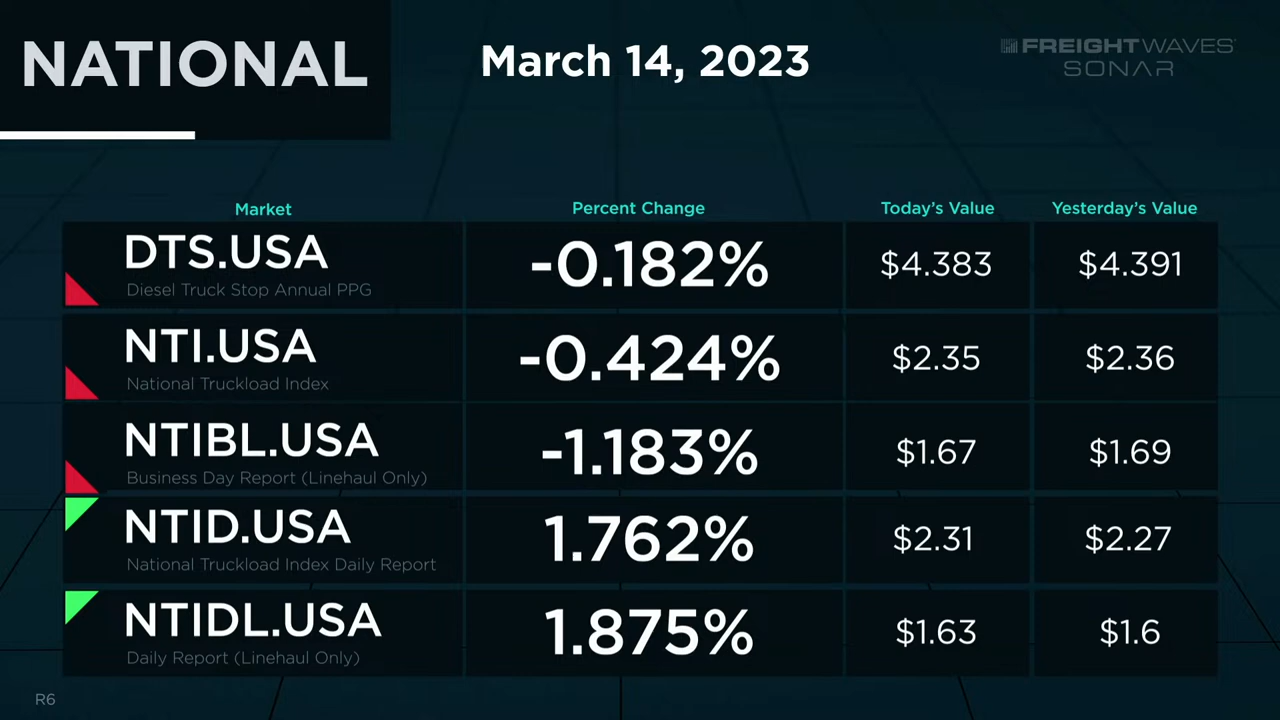 NATIONAL
March 14, 2023
FREIGHTWAVES
SONAR
Market Percent Change Today's Value Yesterday's Value
DTS.USA -0.182% $4.383 $4.391
Diesel Truck Stop Annual PPG
NTI.USA -0.424% $2.35 $2.36
National Truckload Index
NTIBL.USA -1.183% $1.67 $1.69
Business Day Report (Linehaul Only)
NTID.USA 1.762% $2.31 $2.27
National Truckload Index Daily Report
NTIDL.USA 1.875% $1.63 $1.6
Daily Report (Linehaul Only)
R6